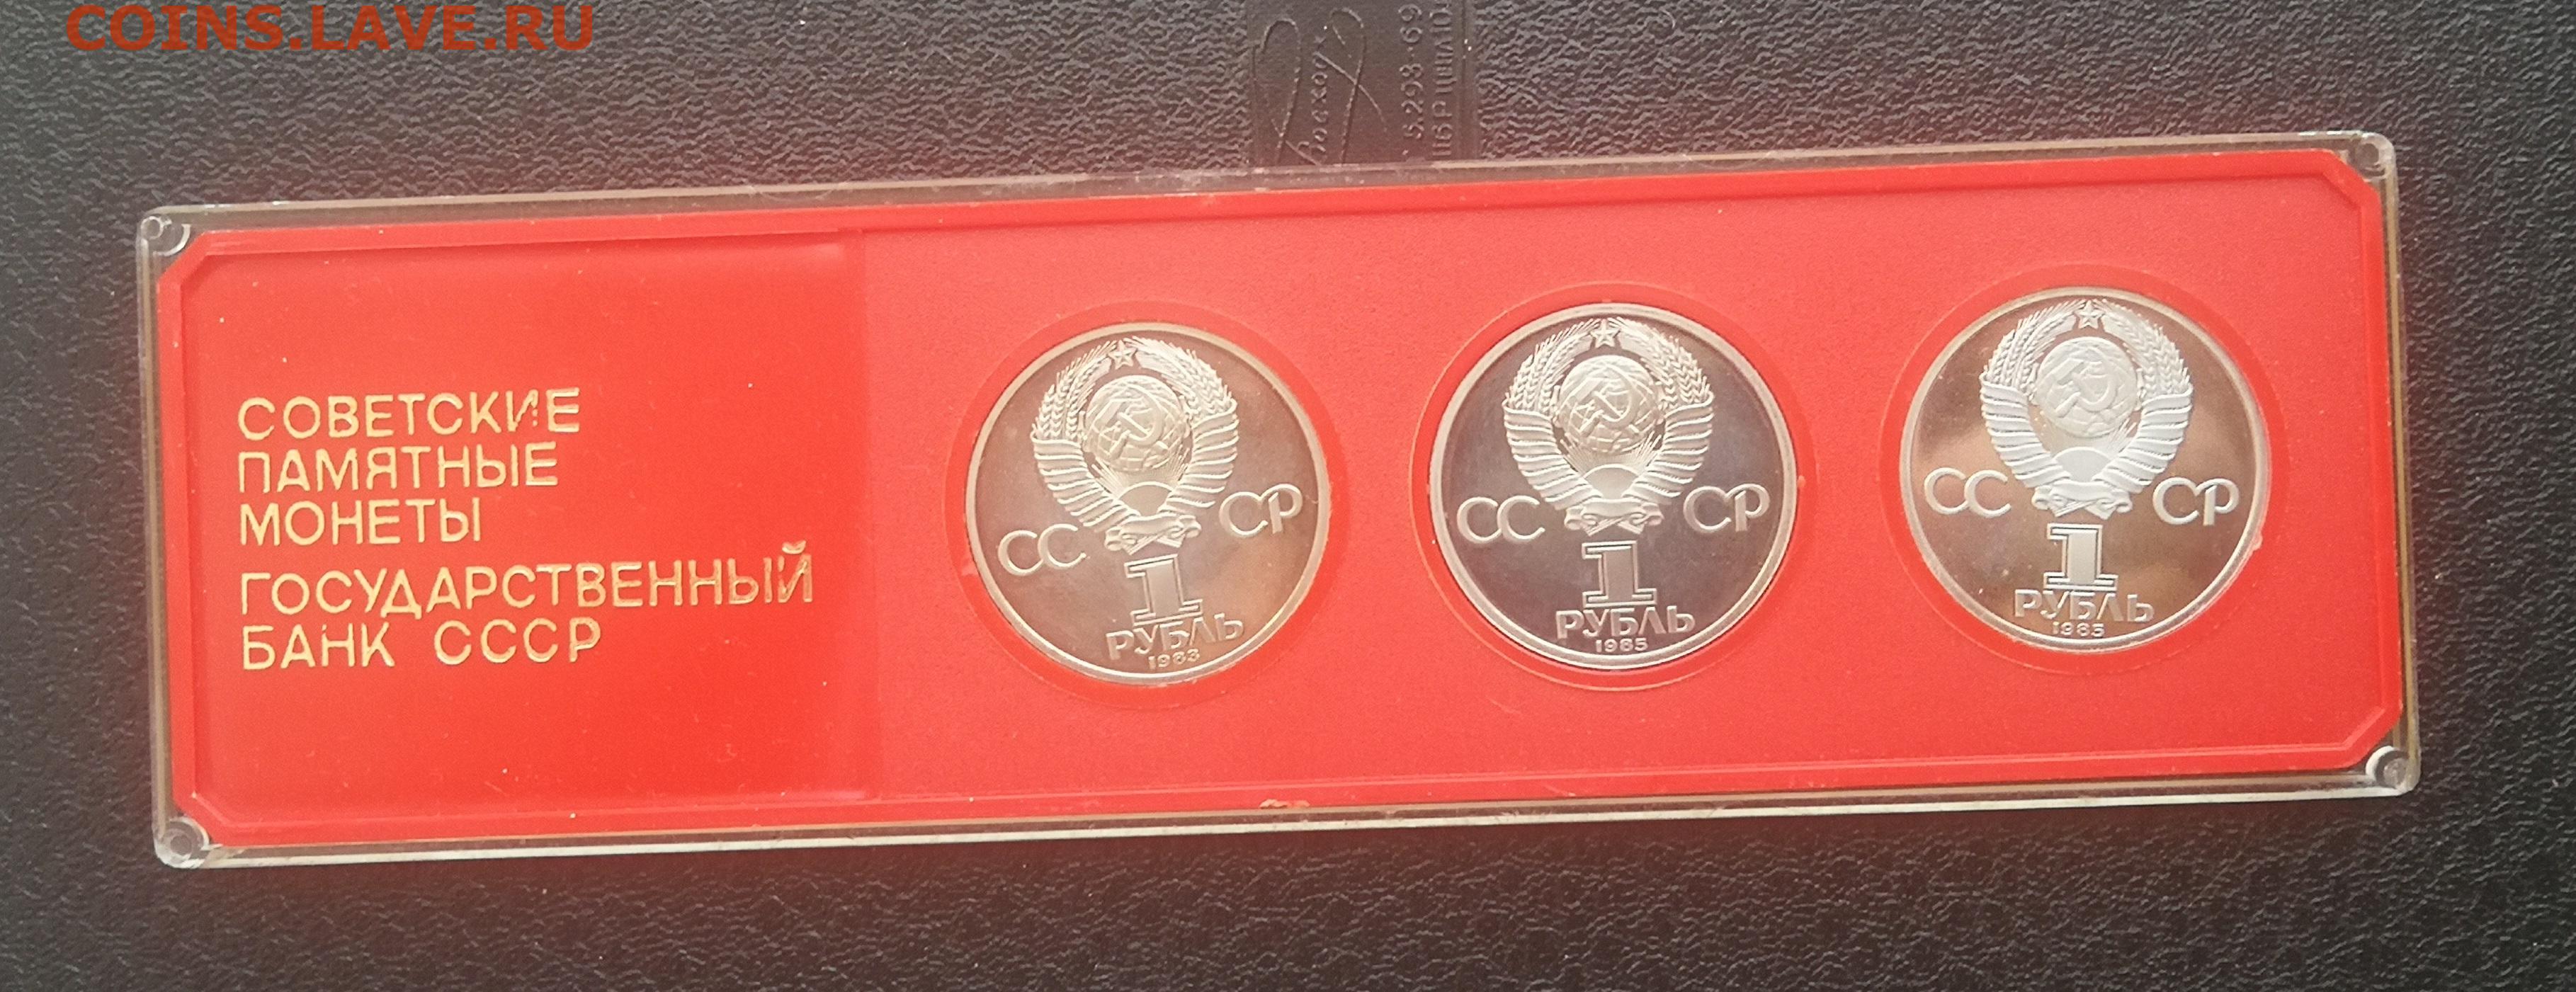 COINS.LAVE.RU
СОВЕТСКИЕ
ПАМЯТНЫЕ
МОНЕТЫ
ГОСУДАРСТВЕННЫЙ
БАНК СССР
СС СР
1
РУБЛЬ
1983
СС СР
1
РУБЛЬ
1985
СС СР
1
РУБЛЬ
1985